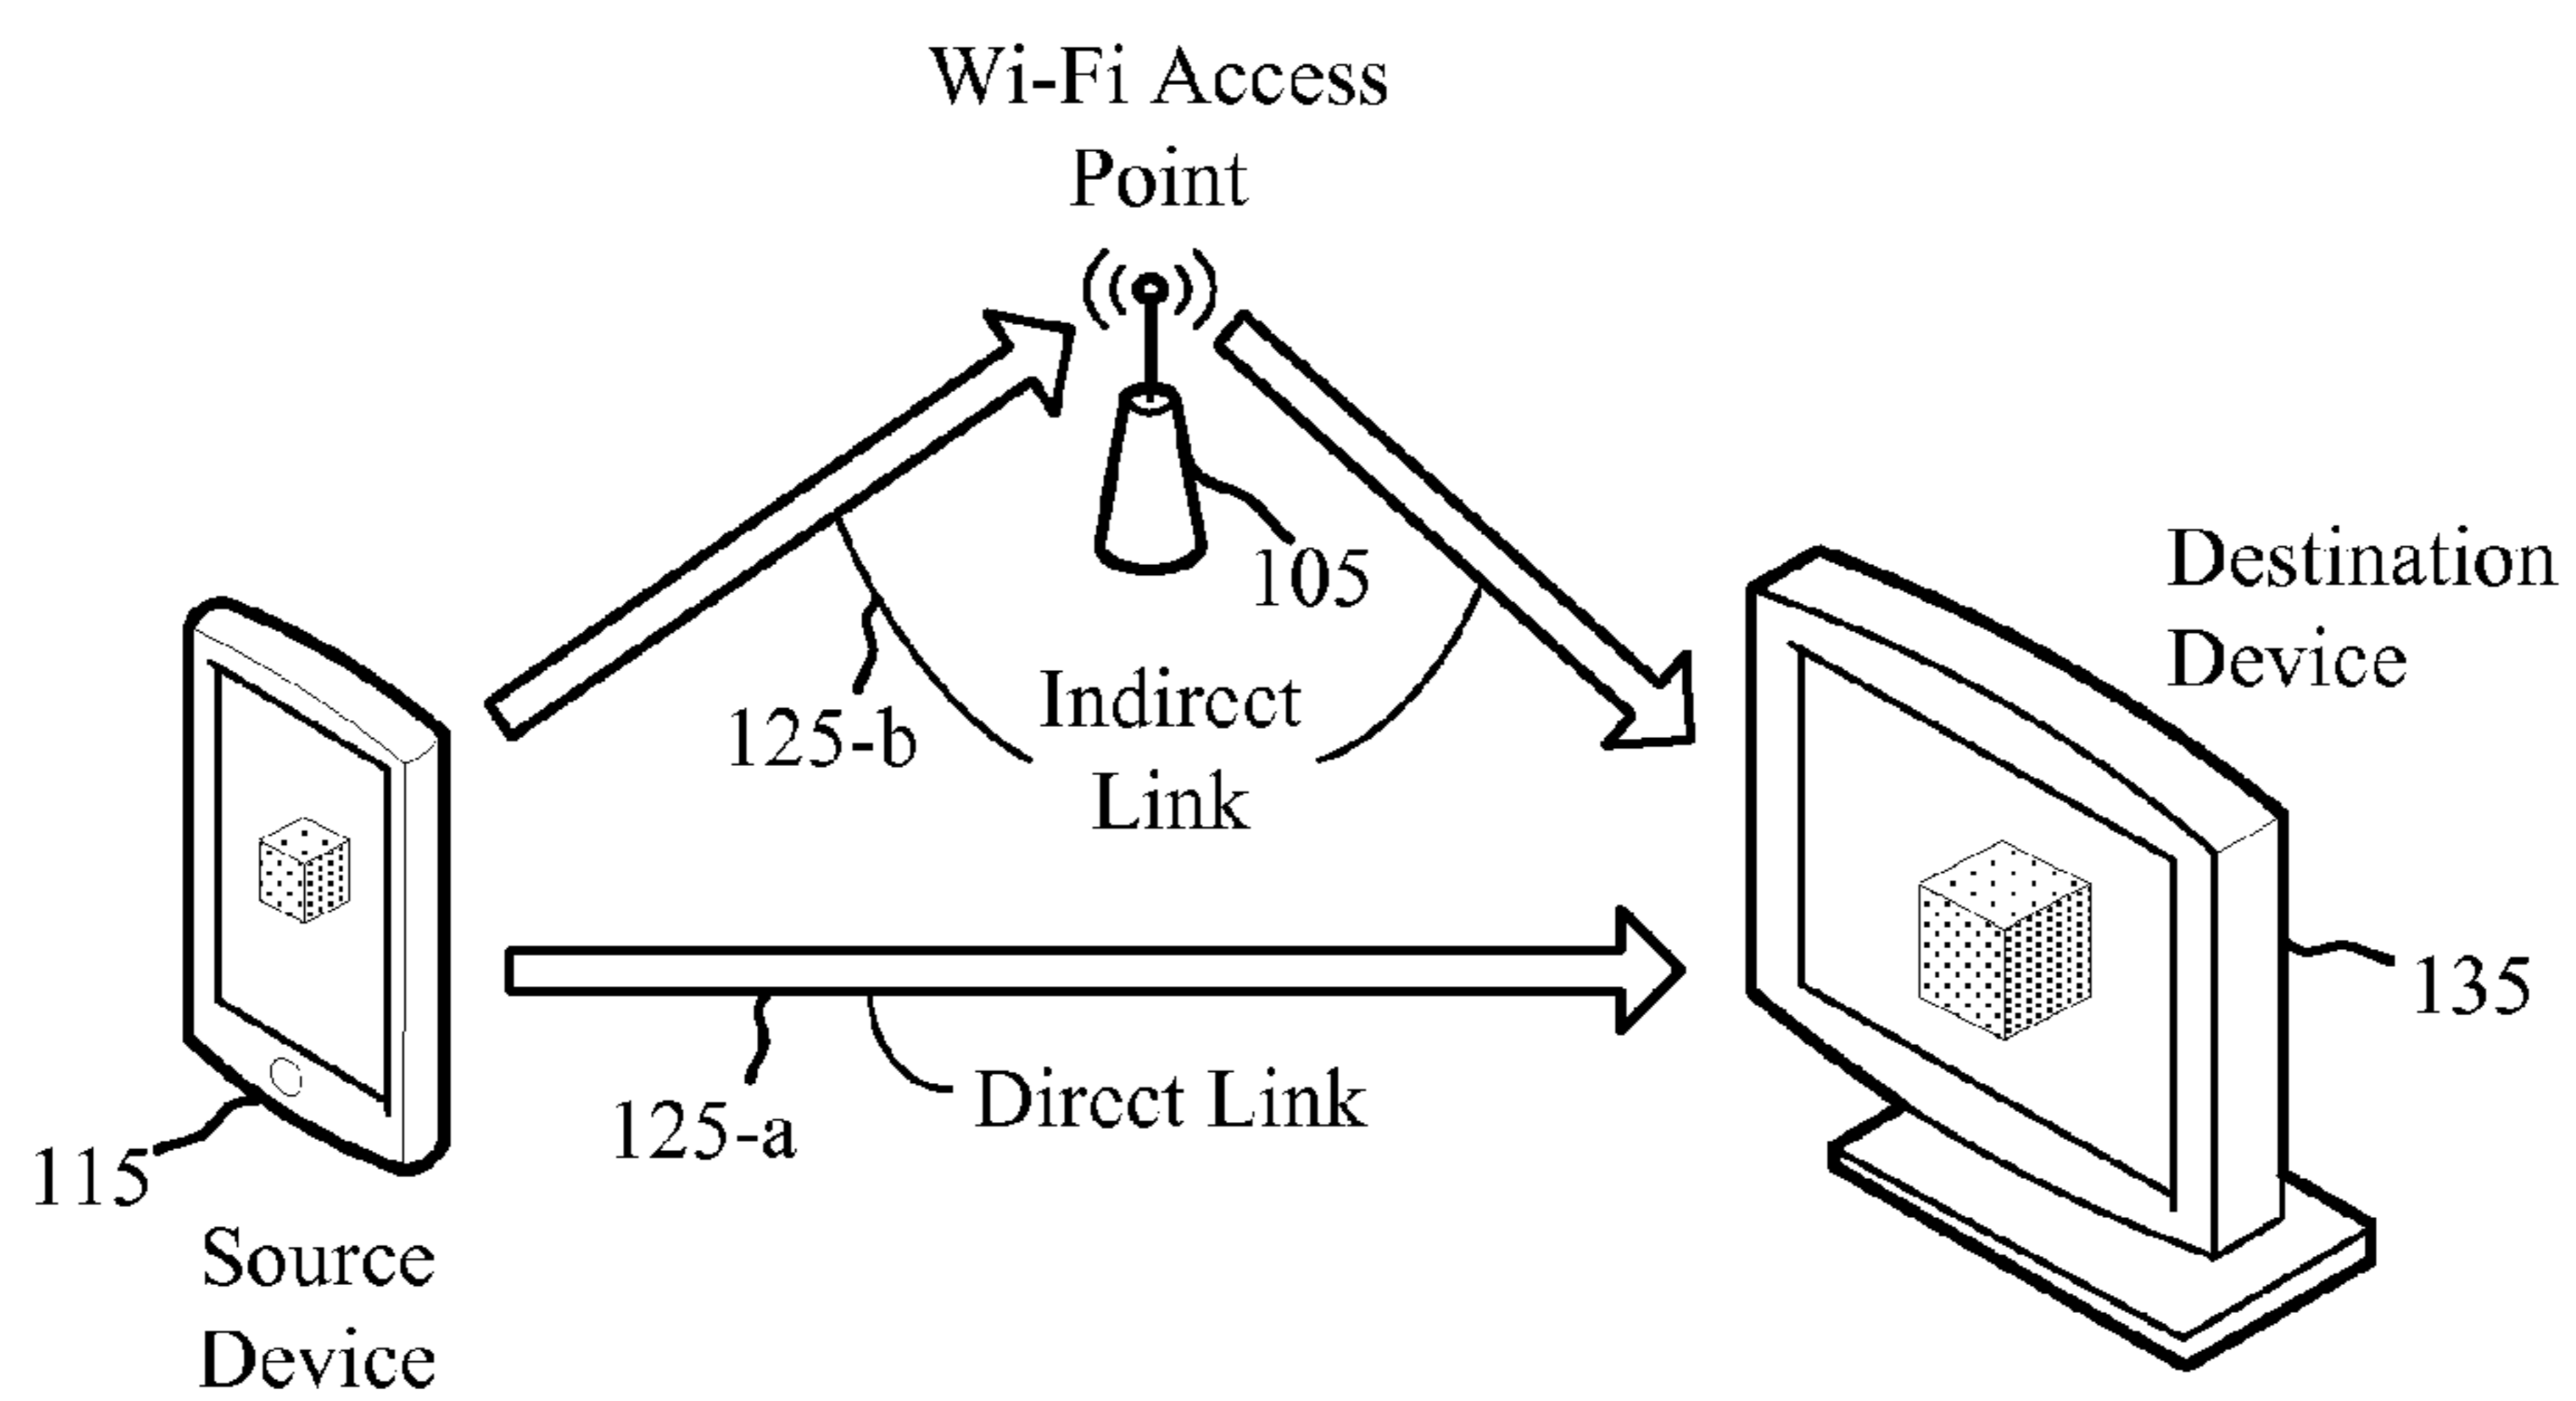 Wi-Fi Access
Point
105
Destination
Device
125-b
Indirect
Link
135
125-a
Direct Link
115
Source
Device